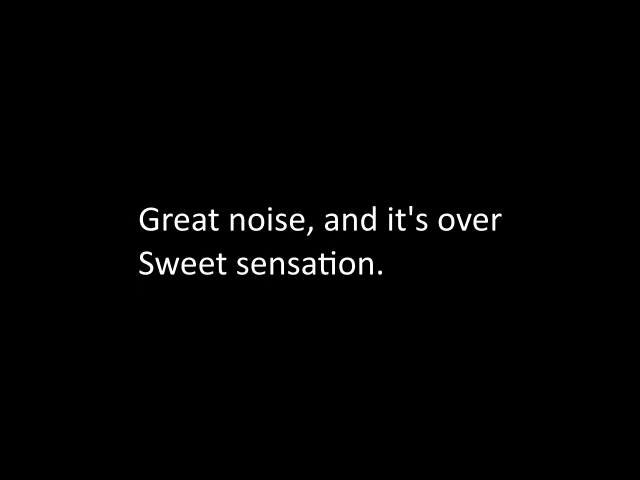 Great noise, and it's over
Sweet sensation.